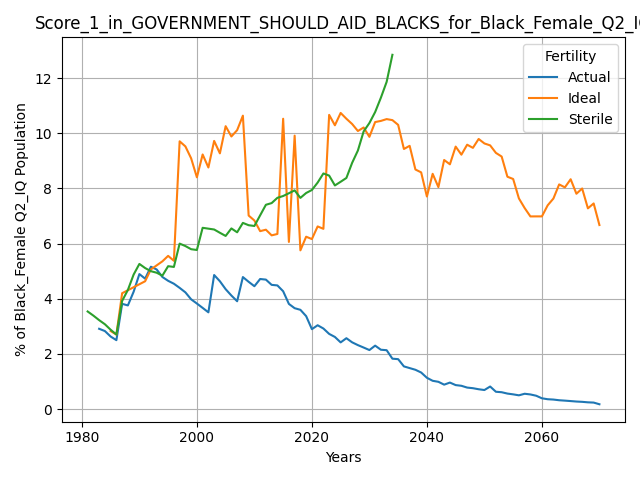 Score_1_in_GOVERNMENT_SHOULD_AID_BLACKS_for_Black_Female_Q2_I
% of Black_Female Q2_IQ Population
12
10
8
6
4
2
0
Fertility
Actual
Ideal
Sterile
1980 2000 2020 2040 2060
Years